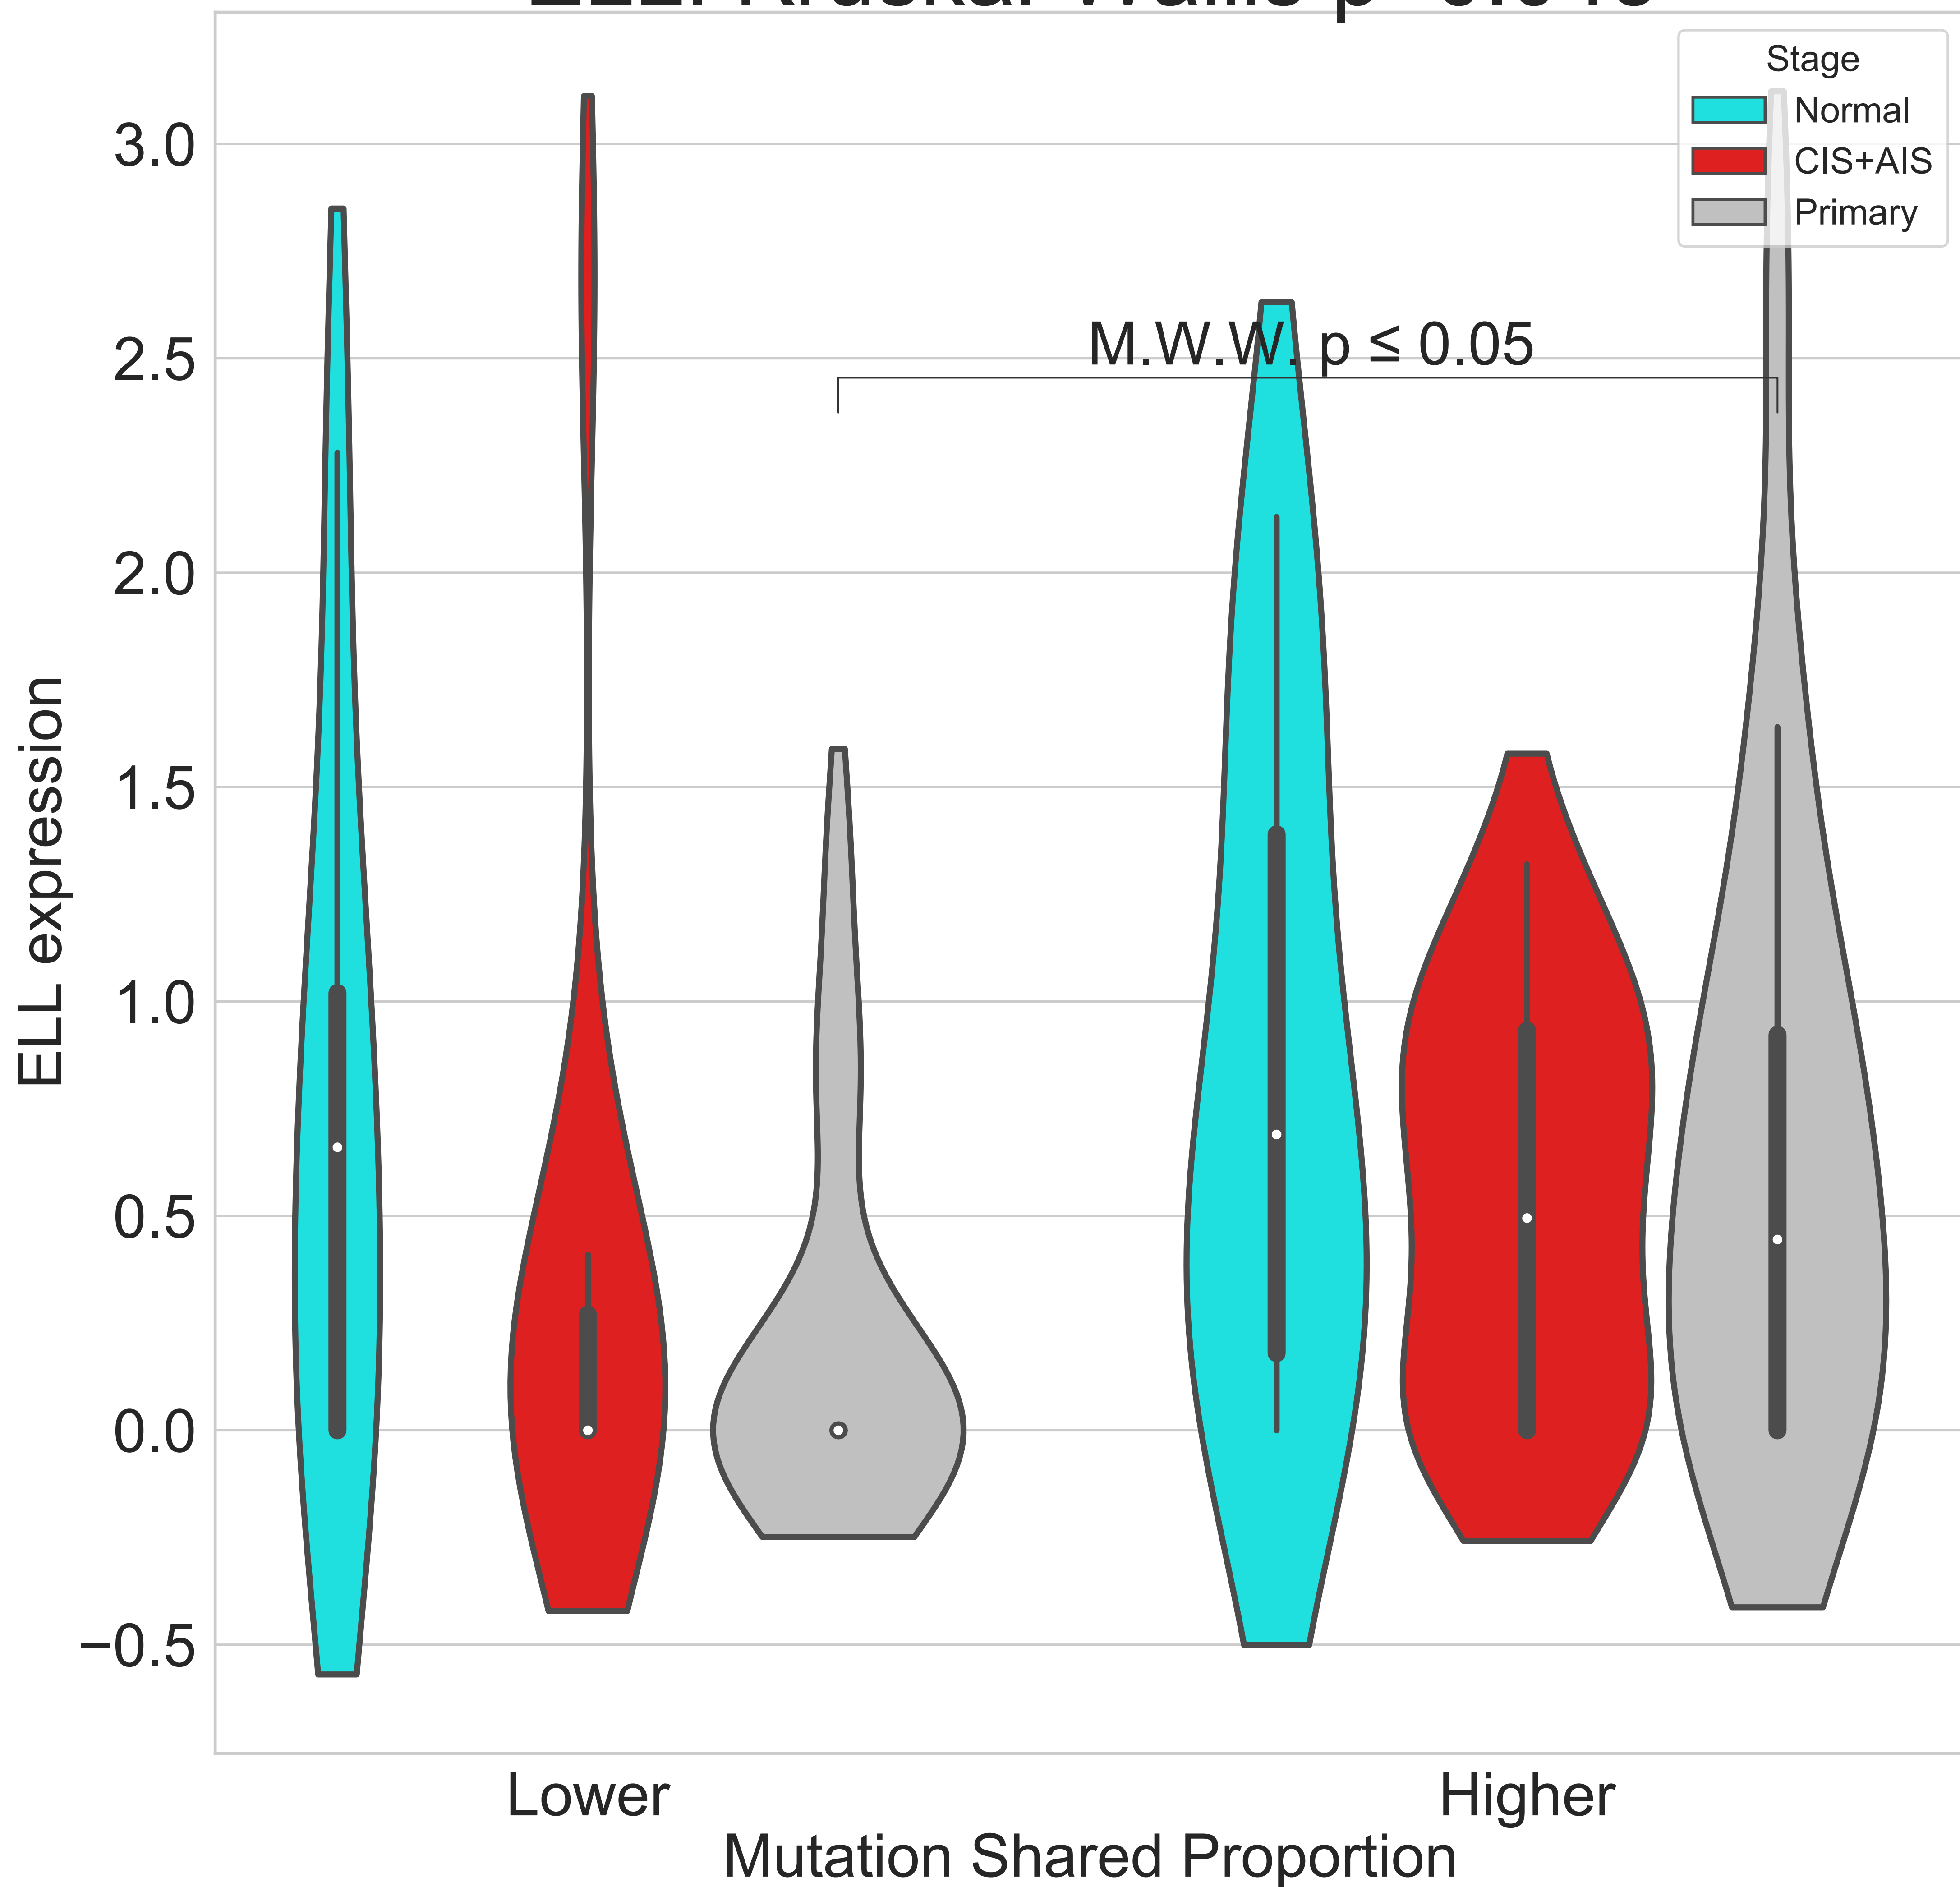 Stage
Normal
CIS+AIS
Primary
M.W.W. p ≤ 0.05
3.0
2.5
2.0
1.5
1.0
0.5
0.0
−0.5
ELL expression
Lower
Higher
Mutation Shared Proportion